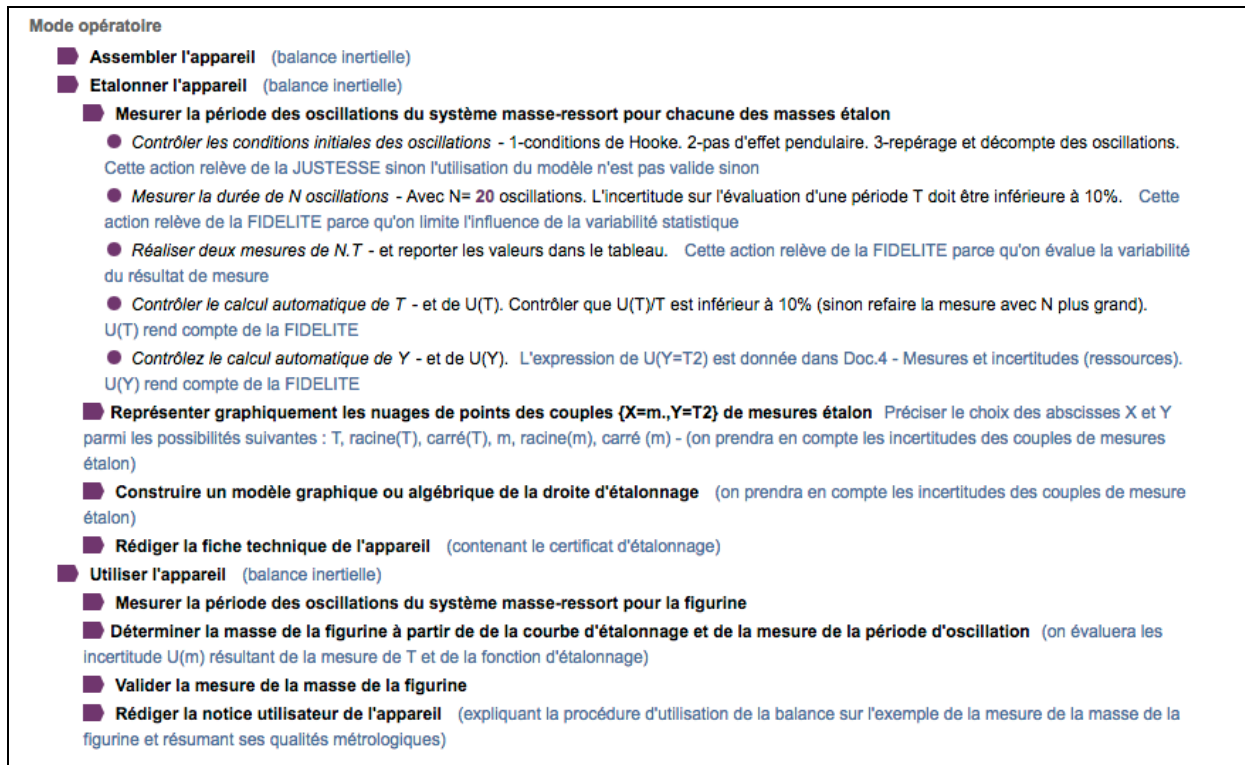 Mode opératoire
Assembler l'appareil (balance inertielle)
Etalonner l'appareil (balance inertielle)
Mesurer la période des oscillations du système masse-ressort pour chacune des masses étalon
Contrôler les conditions initiales des oscillations - 1-conditions de Hooke. 2-pas d'effet pendulaire. 3-repérage et décompte des oscillations.
Cette action relève de la JUSTESSE sinon l'utilisation du modèle n'est pas valide sinon
Mesurer la durée de N oscillations - Avec N= 20 oscillations. L'incertitude sur l'évaluation d'une période T doit être inférieure à 10%. Cette
action relève de la FIDELITE parce qu'on limite l'influence de la variabilité statistique
Réaliser deux mesures de N.T - et reporter les valeurs dans le tableau. Cette action relève de la FIDELITE parce qu'on évalue la variabilité
du résultat de mesure
Contrôler le calcul automatique de T - et de U(T). Contrôler que U(T)/T est inférieur à 10% (sinon refaire la mesure avec N plus grand).
U(T) rend compte de la FIDELITE
Contrôlez le calcul automatique de Y - et de U(Y). L'expression de U(Y=T2) est donnée dans Doc.4 - Mesures et incertitudes (ressources).
U(Y) rend compte de la FIDELITE
Représenter graphiquement les nuages de points des couples {X=m.,Y=T2} de mesures étalon Préciser le choix des abscisses X et Y
parmi les possibilités suivantes : T, racine(T), carré(T), m, racine(m), carré (m) - (on prendra en compte les incertitudes des couples de mesures
étalon)
Construire un modèle graphique ou algébrique de la droite d'étalonnage (on prendra en compte les incertitudes des couples de mesure
étalon)
Rédiger la fiche technique de l'appareil (contenant le certificat d'étalonnage)
Utiliser l'appareil (balance inertielle)
Mesurer la période des oscillations du système masse-ressort pour la figurine
Déterminer la masse de la figurine à partir de de la courbe d'étalonnage et de la mesure de la période d'oscillation (on évaluera les
incertitude U(m) résultant de la mesure de T et de la fonction d'étalonnage)
Valider la mesure de la masse de la figurine
Rédiger la notice utilisateur de l'appareil (expliquant la procédure d'utilisation de la balance sur l'exemple de la mesure de la masse de la
figurine et résumant ses qualités métrologiques)